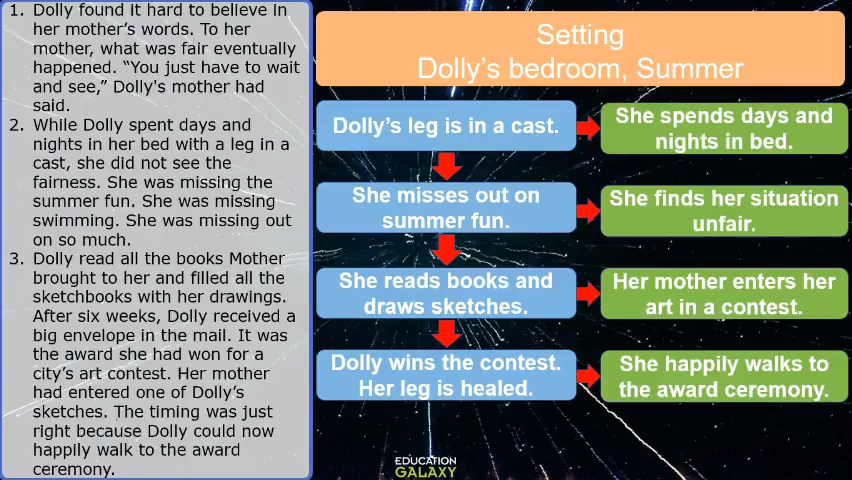 1. Dolly found it hard to believe in
her mother's words. To her
mother, what was fair eventually
happened. “You just have to wait
and see,” Dolly's mother had
said.
2. While Dolly spent days and
nights in her bed with a leg in a
cast, she did not see the
fairness. She was missing the
summer fun. She was missing
swimming. She was missing out
on so much.
3. Dolly read all the books Mother
brought to her and filled all the
sketchbooks with her drawings.
After six weeks, Dolly received a
big envelope in the mail. It was
the award she had won for a
city’s art contest. Her mother
had entered one of Dolly’s
sketches. The timing was just
right because Dolly could now
happily walk to the award
ceremony.
Setting
Dolly’s bedroom, Summer
Dolly’s leg is in a cast.
She spends days and
nights in bed.
She misses out on
summer fun.
She finds her situation
unfair.
She reads books and
draws sketches.
Her mother enters her
art in a contest.
Dolly wins the contest.
Her leg is healed.
She happily walks to
the award ceremony.
EDUCATION
GALAXY